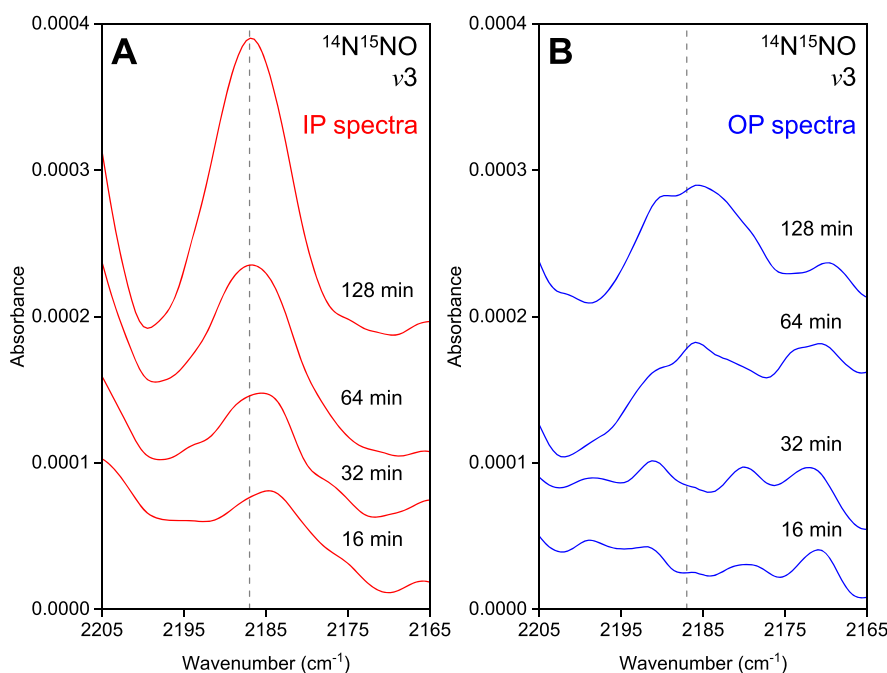 A
¹⁴N¹⁵NO
ν3
IP spectra
128 min
64 min
32 min
16 min
0.0004
0.0003
0.0002
0.0001
0.0000
2205 2195 2185 2175 2165
Absorbance
Wavenumber (cm⁻¹)
B
¹⁴N¹⁵NO
ν3
OP spectra
128 min
64 min
32 min
16 min
0.0004
0.0003
0.0002
0.0001
0.0000
2205 2195 2185 2175 2165
Absorbance
Wavenumber (cm⁻¹)